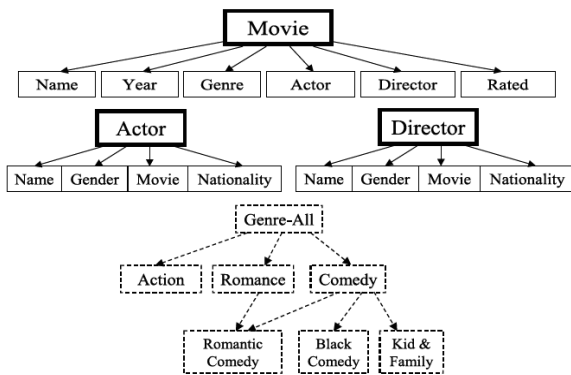 Movie
Name Year Genre Actor Director Rated
Actor Director
Name Gender Movie Nationality Name Gender Movie Nationality
Genre-All
Action Romance Comedy
Romantic Comedy Black Comedy Kid & Family